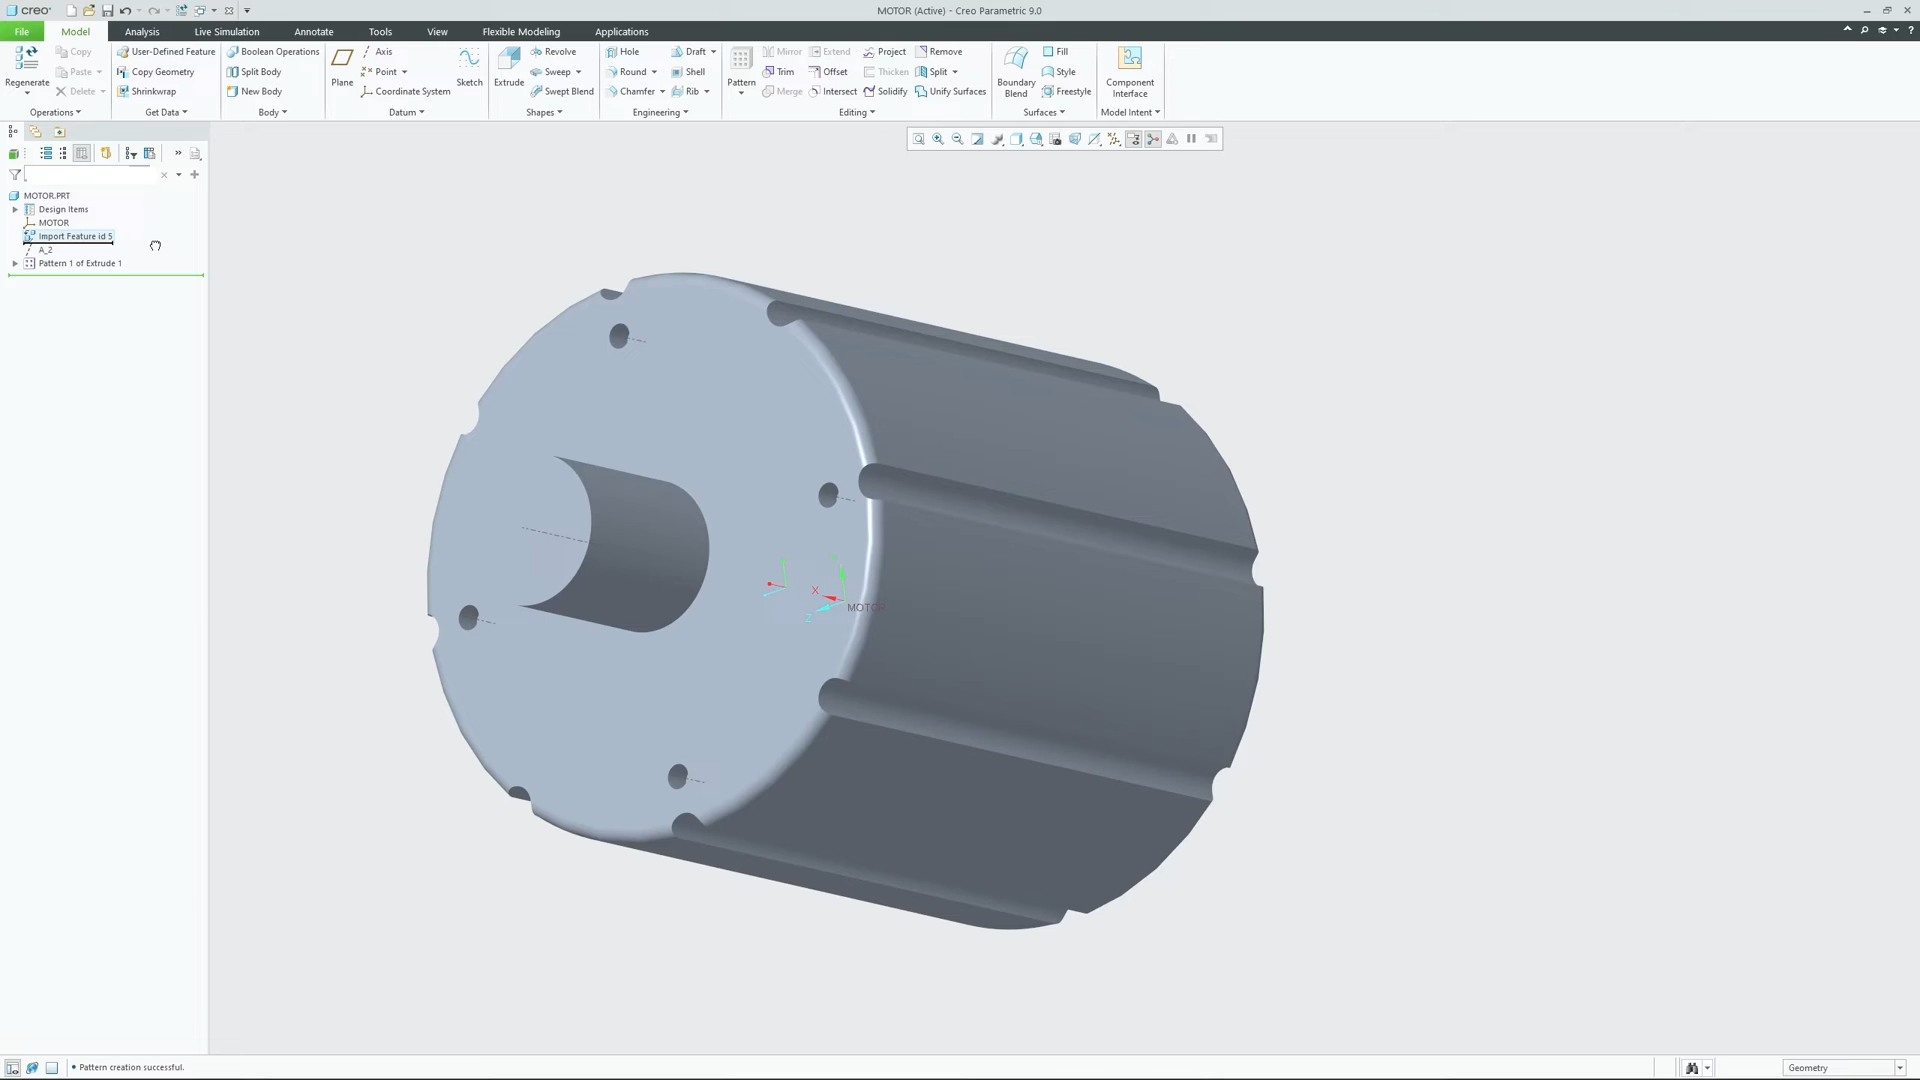 creo
MOTOR (Active) - Creo Parametric 9.0
File Model Analysis Live Simulation Annotate Tools View Flexible Modeling Applications
Regenerate
Copy
Paste
Delete
Operations
User-Defined Feature
Copy Geometry
Shrinkwrap
Get Data
Boolean Operations
Split Body
New Body
Body
Plane
Axis
Point
Coordinate System
Sketch
Datum
Extrude
Revolve
Sweep
Swept Blend
Shapes
Hole
Round
Chamfer
Draft
Shell
Rib
Engineering
Pattern
Mirror
Trim
Merge
Extend
Offset
Intersect
Project
Thicken
Solidify
Remove
Split
Unify Surfaces
Editing
Boundary
Blend
Fill
Style
Freestyle
Surfaces
Component
Interface
Model Intent
MOTOR.PRT
Design Items
MOTOR
Import Feature id 5
A_2
Pattern 1 of Extrude 1
X
MOTOR
Z
• Pattern creation successful.
Geometry